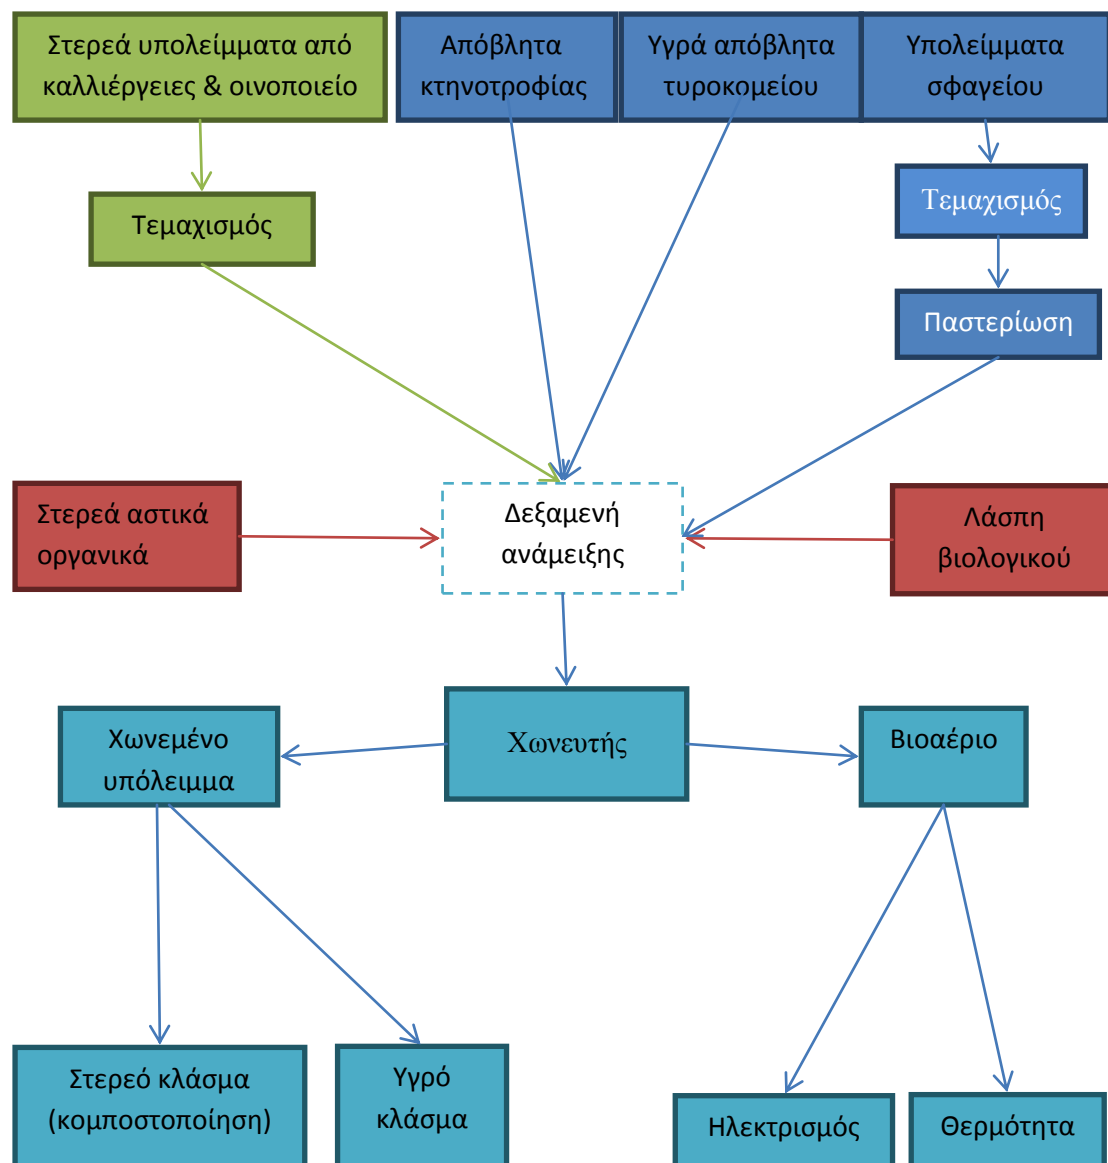 Στερεά υπολείμματα από
καλλιέργειες & οινοποιείο
Απόβλητα
κτηνοτροφίας
Υγρά απόβλητα
τυροκομείου
Υπολείμματα
σφαγείου
Τεμαχισμός
Τεμαχισμός
Παστερίωση
Στερεά αστικά
οργανικά
Δεξαμενή
ανάμειξης
Λάσπη
βιολογικού
Χωνεμένο
υπόλειμμα
Χωνευτής
Βιοαέριο
Στερεό κλάσμα
(κομποστοποίηση)
Υγρό
κλάσμα
Ηλεκτρισμός
Θερμότητα